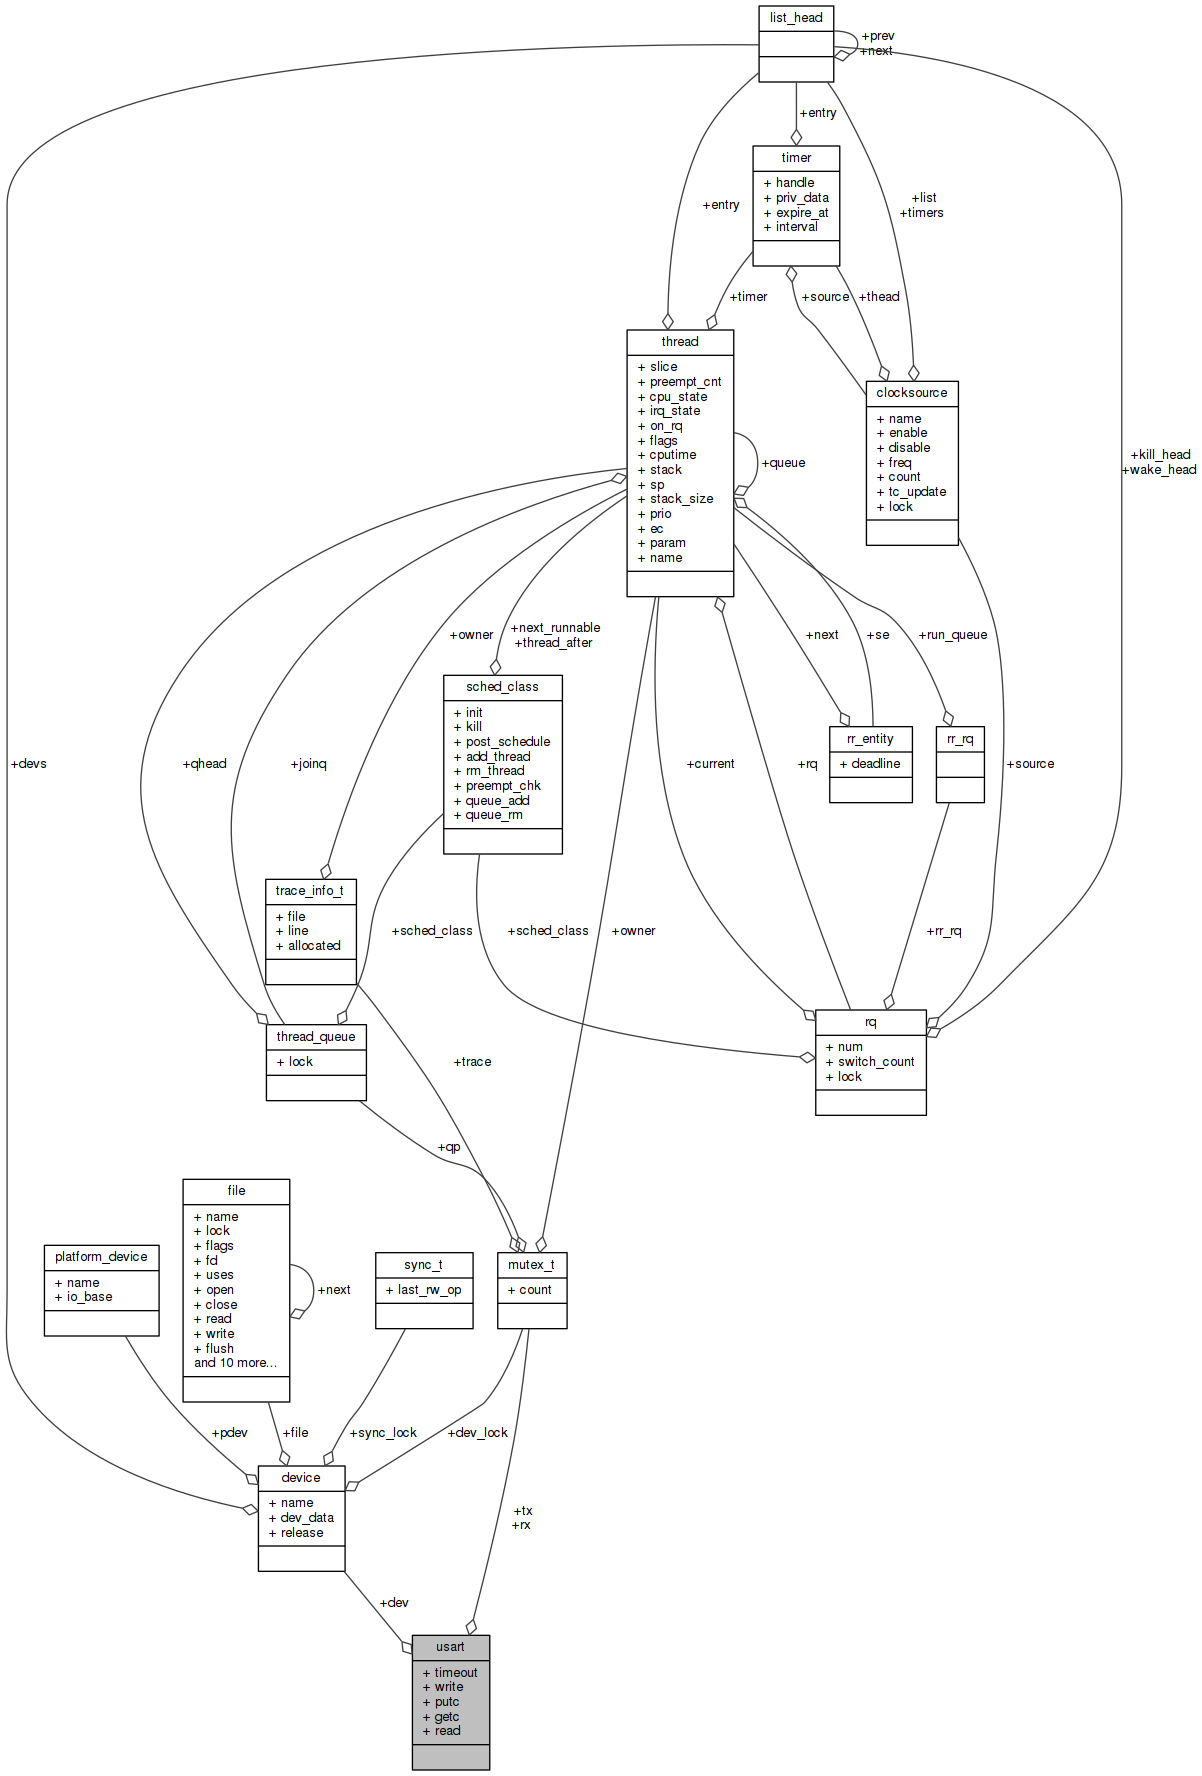 list_head
+prev
+next
+entry
timer
+ handle
+ priv_data
+ expire_at
+ interval
+entry
+list
+timers
+timer
+source
+thead
thread
+ slice
+ preempt_cnt
+ cpu_state
+ irq_state
+ on_rq
+ flags
+ cputime
+ stack
+ sp
+ stack_size
+ prio
+ ec
+ param
+ name
clocksource
+ name
+ enable
+ disable
+ freq
+ count
+ tc_update
+ lock
+queue
+kill_head
+wake_head
+owner
+next_runnable
+thread_after
+next
+se
+run_queue
sched_class
+ init
+ kill
+ post_schedule
+ add_thread
+ rm_thread
+ preempt_chk
+ queue_add
+ queue_rm
rr_entity
+ deadline
rr_rq
+devs
+qhead
+joinq
+current
+rq
+source
trace_info_t
+ file
+ line
+ allocated
+sched_class
+sched_class
+owner
+rr_rq
thread_queue
+ lock
rq
+ num
+ switch_count
+ lock
+trace
+qp
file
+ name
+ lock
+ flags
+ fd
+ uses
+ open
+ close
+ read
+ write
+ flush
and 10 more...
+next
platform_device
+ name
+ io_base
sync_t
+ last_rw_op
mutex_t
+ count
+pdev
+file
+sync_lock
+dev_lock
device
+ name
+ dev_data
+ release
+tx
+rx
+dev
usart
+ timeout
+ write
+ putc
+ getc
+ read